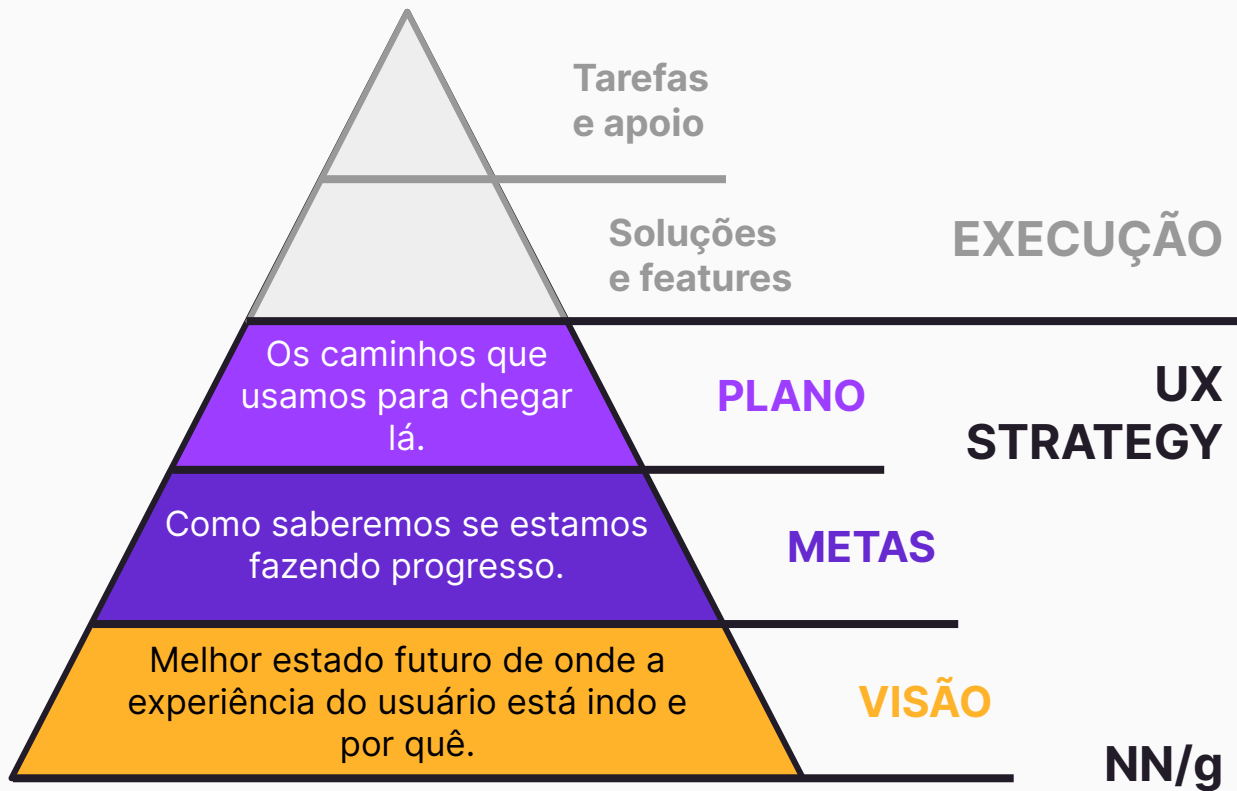 Tarefas
e apoio
Soluções
e features
EXECUÇÃO
Os caminhos que
usamos para chegar
lá.
PLANO
UX
STRATEGY
Como saberemos se estamos
fazendo progresso.
METAS
Melhor estado futuro de onde a
experiência do usuário está indo e
por quê.
VISÃO
NN/g